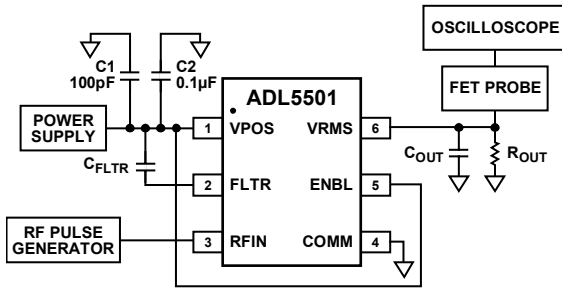 OSCILLOSCOPE
C1
100pF
C2
0.1µF
FET PROBE
ADL5501
POWER
SUPPLY
1
VPOS
VRMS
6
C_FLTR
C_OUT
R_OUT
2
FLTR
ENBL
5
RF PULSE
GENERATOR
3
RFIN
COMM
4